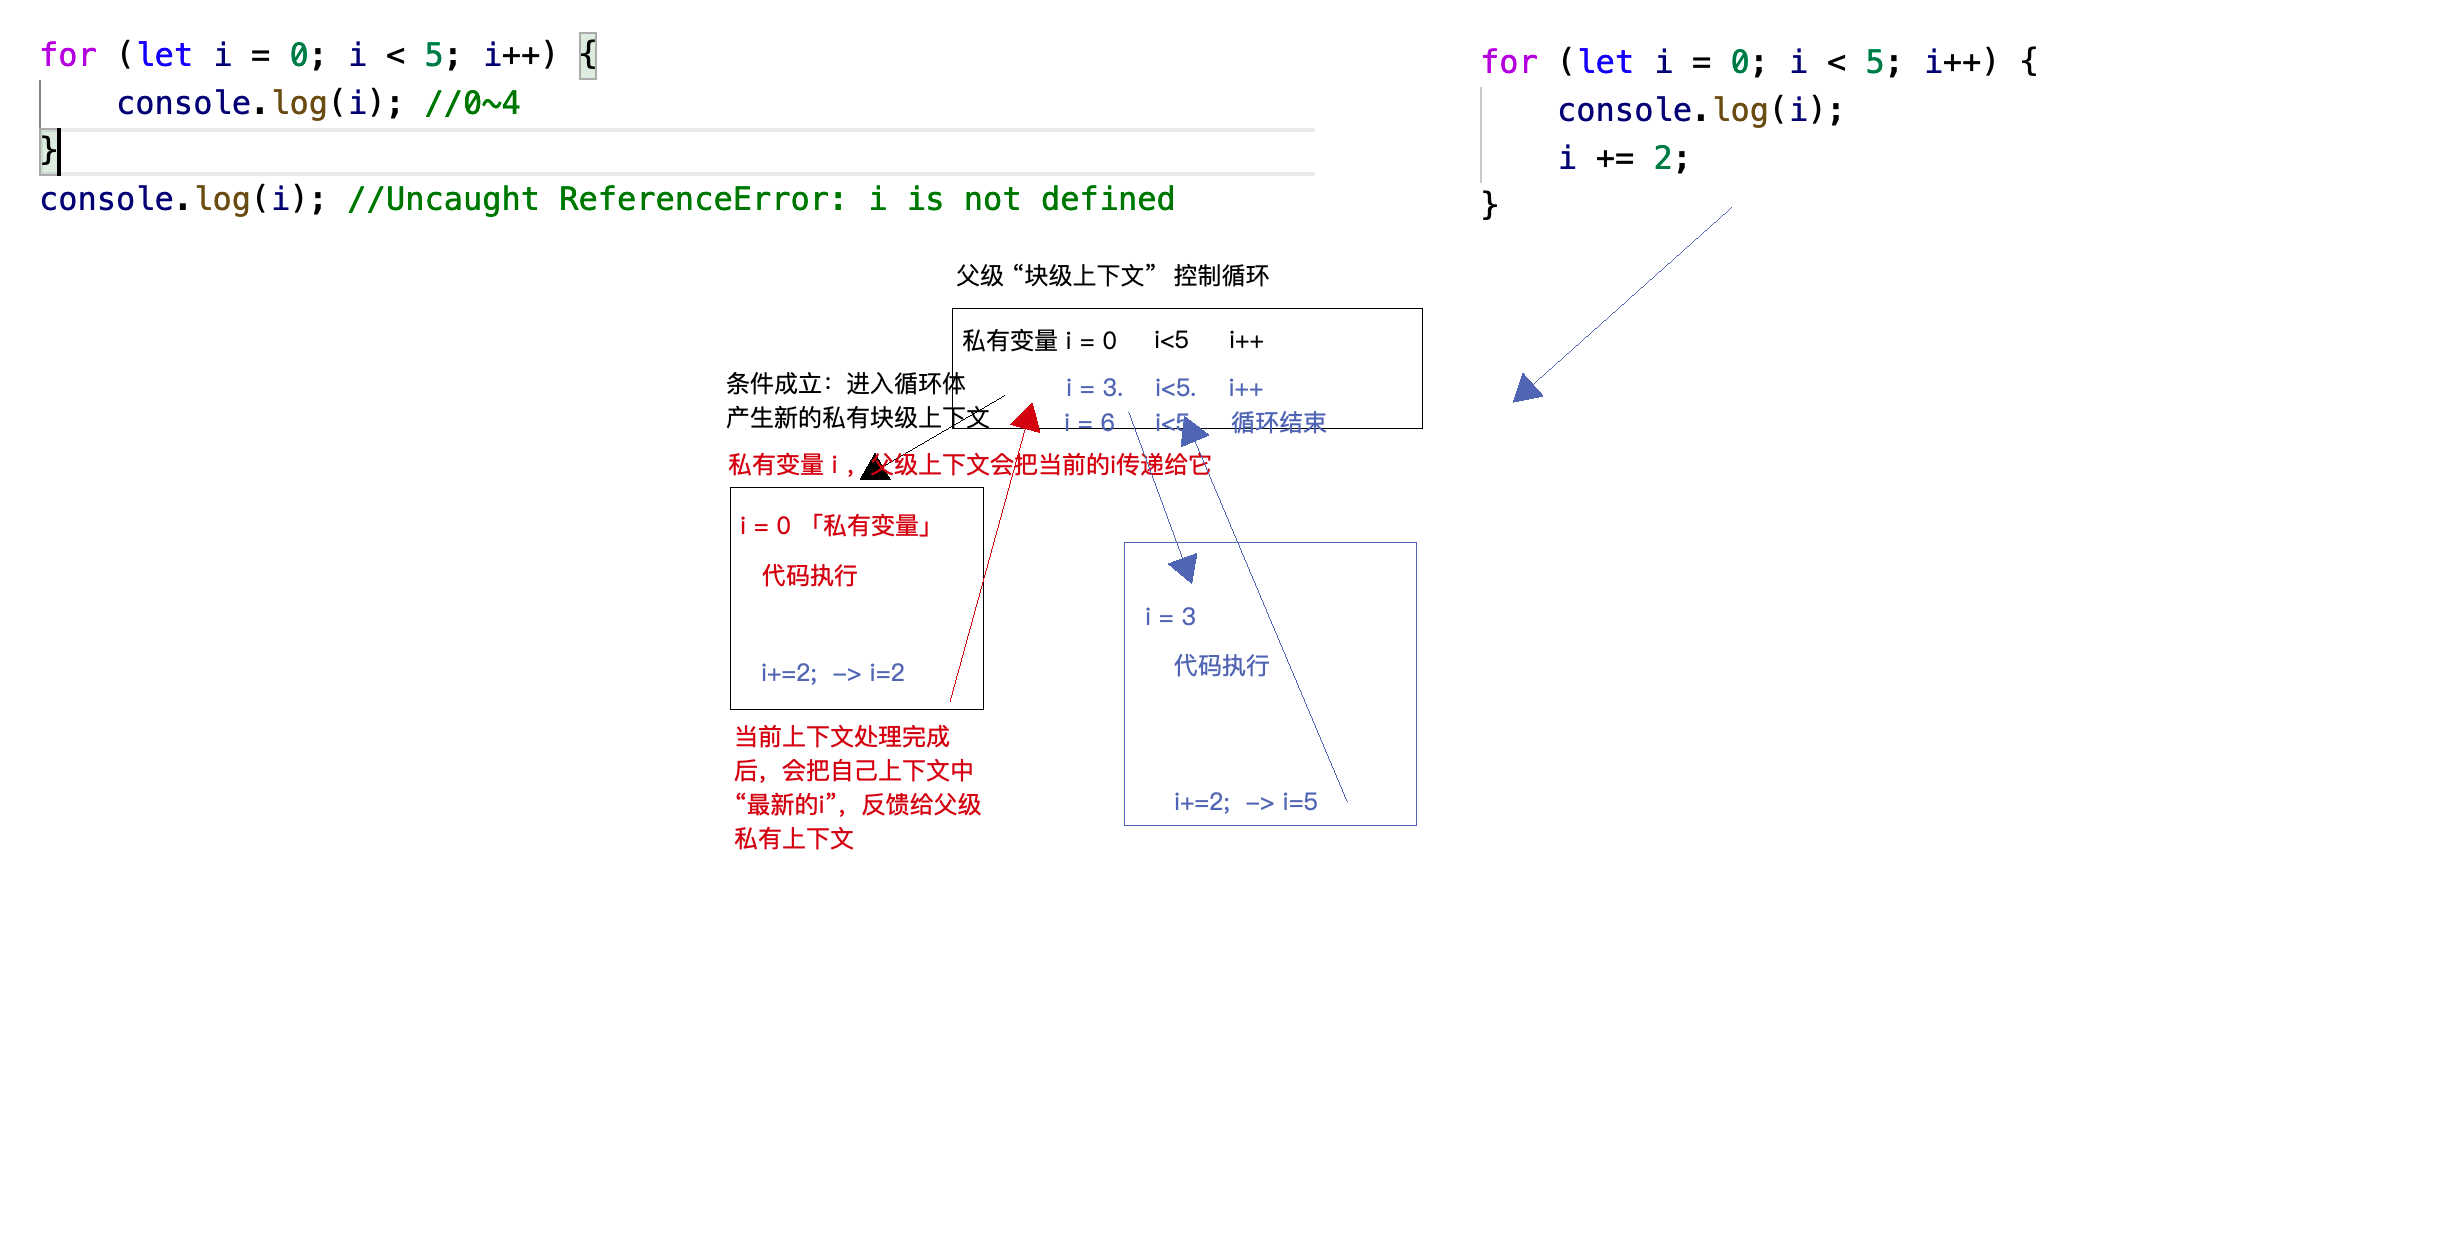 for (let i = 0; i < 5; i++) {
    console.log(i); //0~4
}
console.log(i); //Uncaught ReferenceError: i is not defined
for (let i = 0; i < 5; i++) {
    console.log(i);
    i += 2;
}
父级 “块级上下文” 控制循环
私有变量 i = 0 i<5 i++
i = 3. i<5. i++
i = 6 i<5 循环结束
条件成立：进入循环体
产生新的私有块级上下文
私有变量 i ，父级上下文会把当前的i传递给它
i = 0 「私有变量」
代码执行
i+=2; –> i=2
当前上下文处理完成
后，会把自己上下文中
“最新的i”，反馈给父级
私有上下文
i = 3
代码执行
i+=2; –> i=5